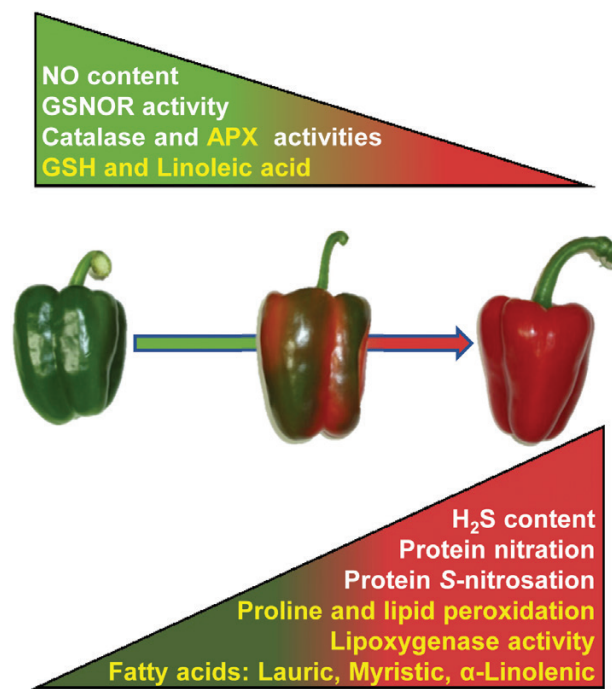 NO content
GSNOR activity
Catalase and APX activities
GSH and Linoleic acid
H₂S content
Protein nitration
Protein S-nitrosation
Proline and lipid peroxidation
Lipoxygenase activity
Fatty acids: Lauric, Myristic, α-Linolenic